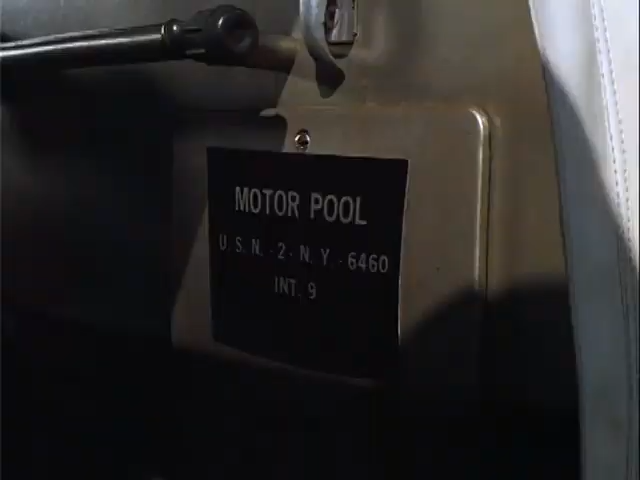 MOTOR POOL
U. S. N. - 2 - N. Y. - 6460
INT. 9